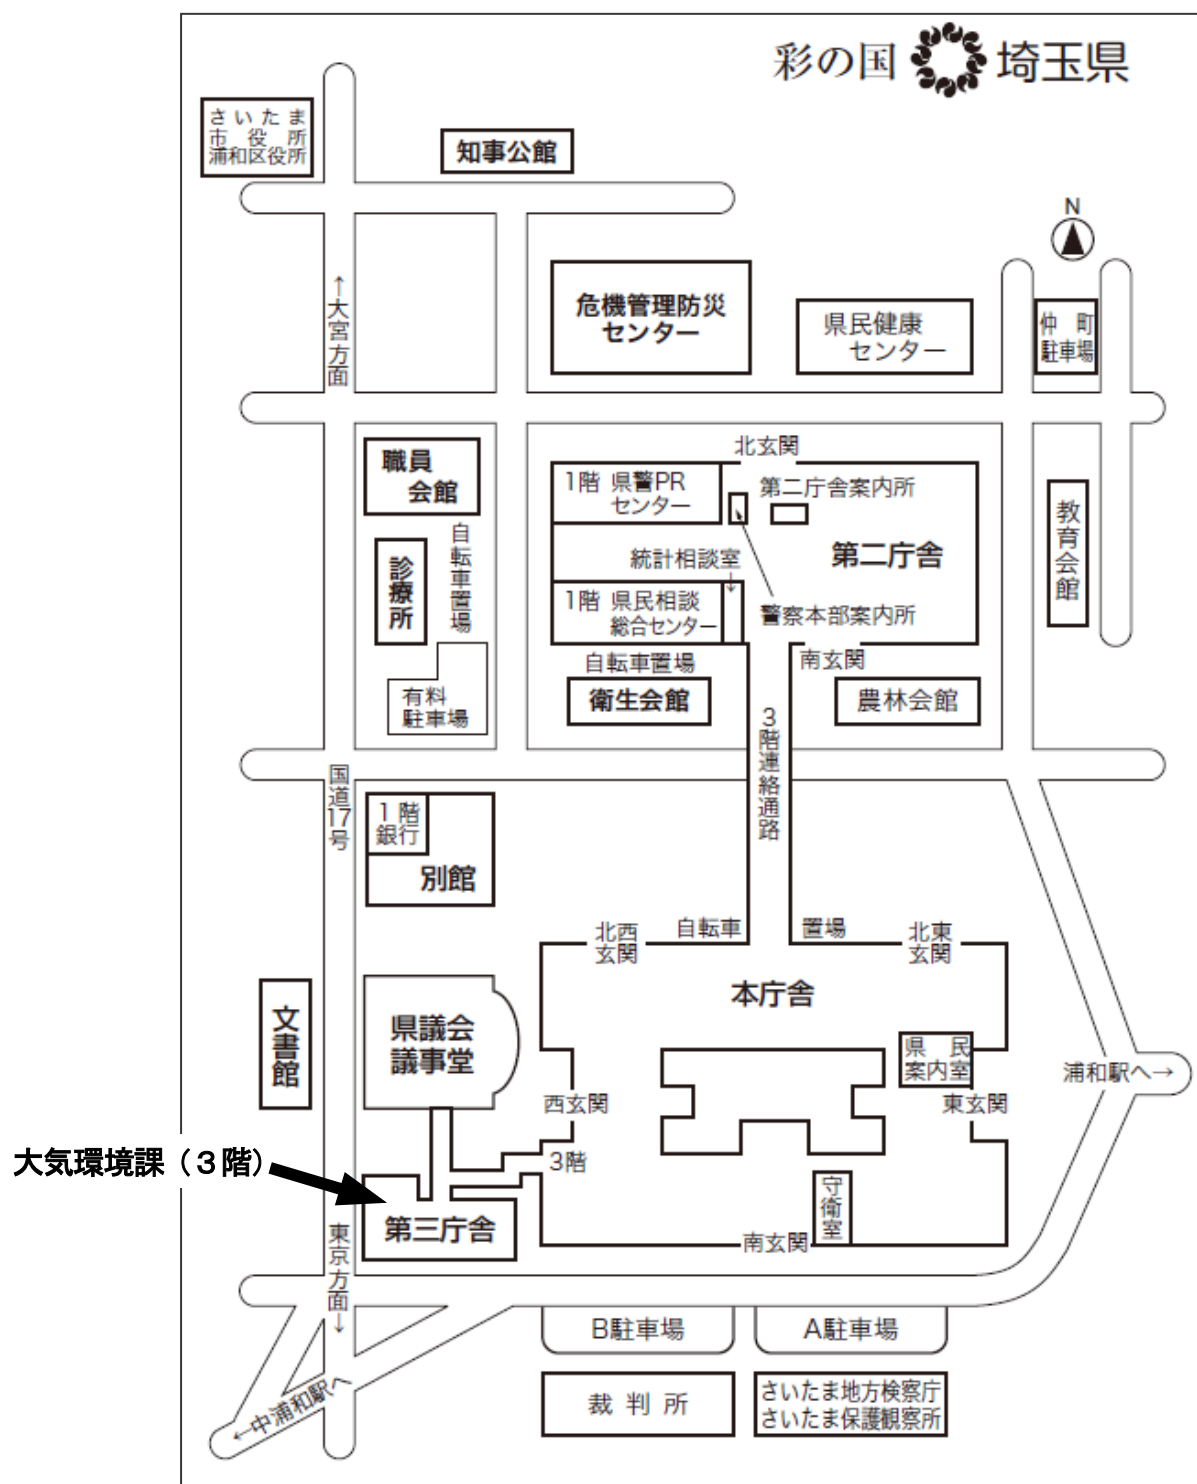 彩の国 埼玉県
さいたま
市役所
浦和区役所
知事公館
N
↑大宮方面
危機管理防災
センター
県民健康
センター
仲町
駐車場
職員
会館
北玄関
1階 県警PR
センター
第二庁舎案内所
自転車置場
診療所
統計相談室
↓
第二庁舎
教育会館
1階 県民相談
総合センター
警察本部案内所
自転車置場
南玄関
有料
駐車場
衛生会館
農林会館
3階連絡通路
国道17号
1階
銀行
別館
北西
玄関
自転車
置場
北東
玄関
本庁舎
文書館
県議会
議事堂
県民
案内室
浦和駅へ→
西玄関
東玄関
大気環境課（３階）
3階
守衛室
第三庁舎
南玄関
東京方面↓
B駐車場
A駐車場
←中浦和駅へ
裁判所
さいたま地方検察庁
さいたま保護観察所